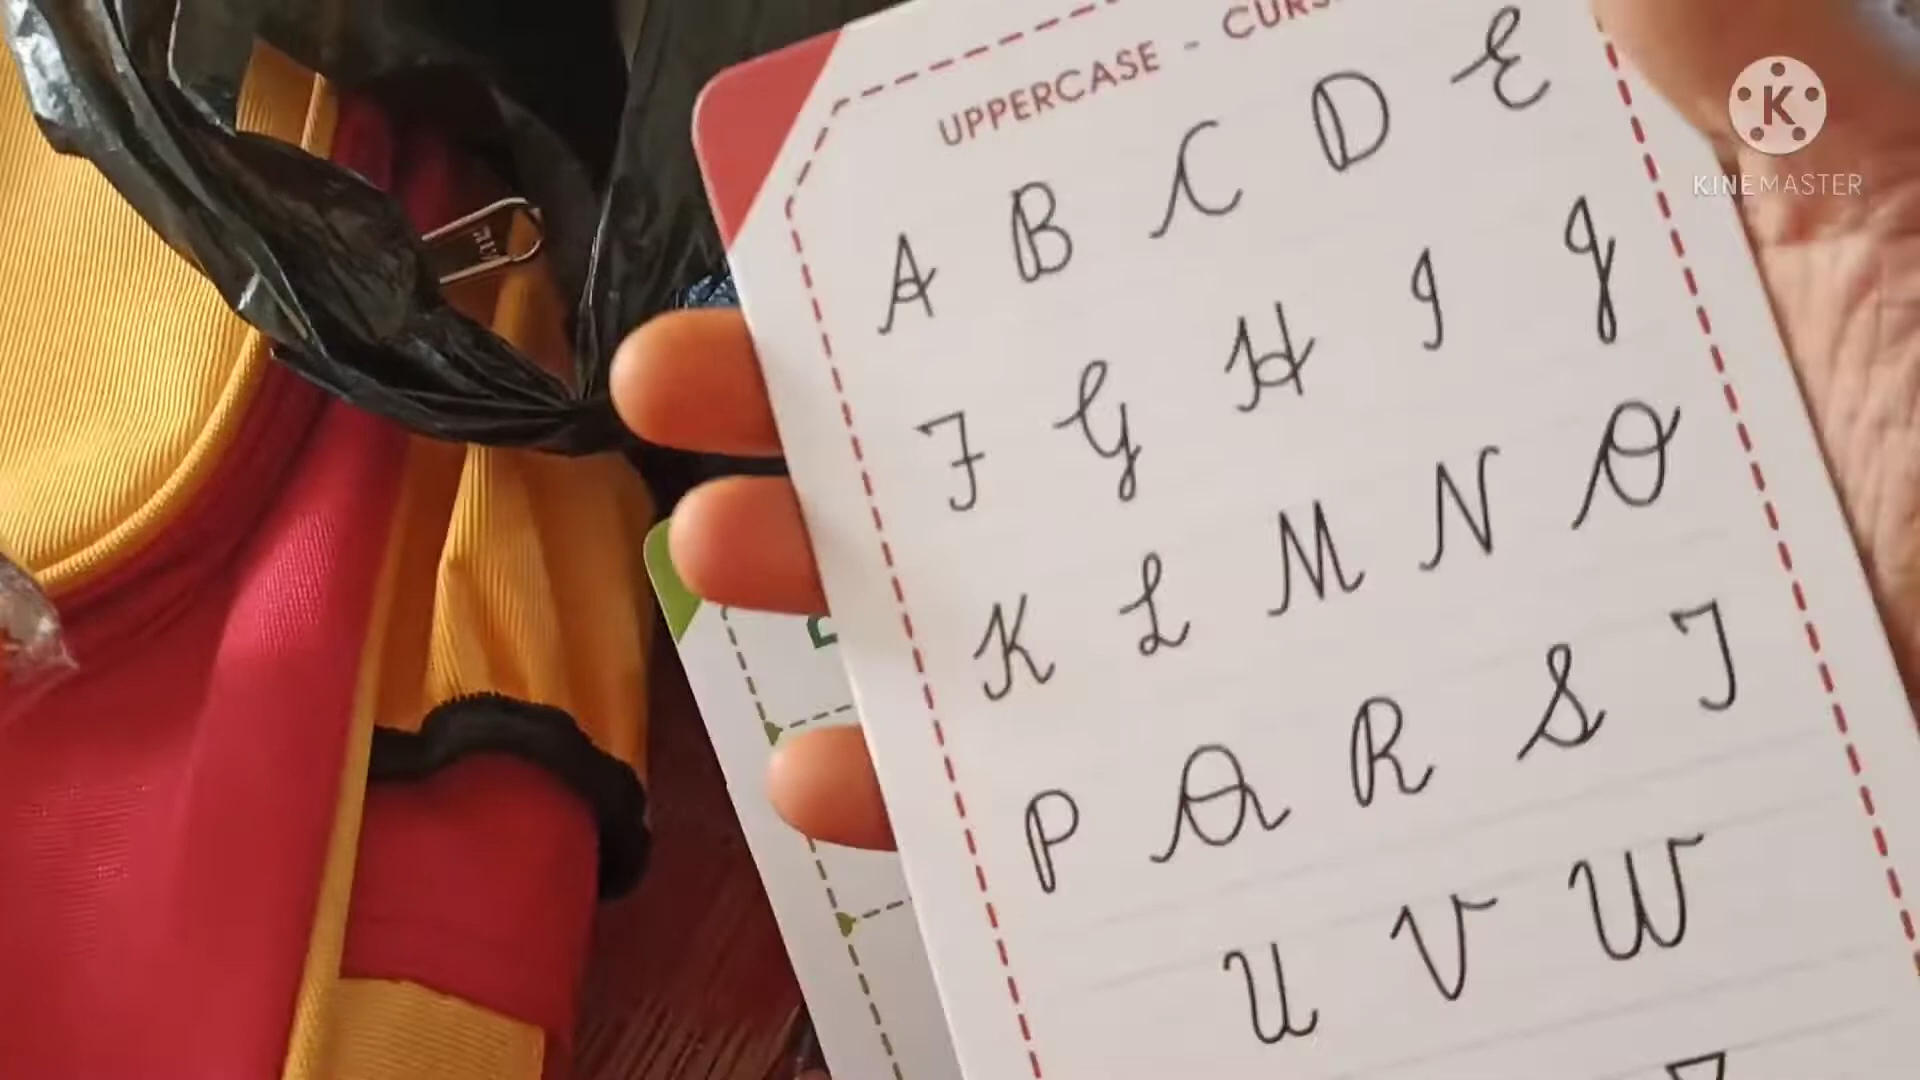 UPPERCASE - CURS
A B C D E
F G H I J
K L M N O
P Q R S T
U V W
K
KINEMASTER